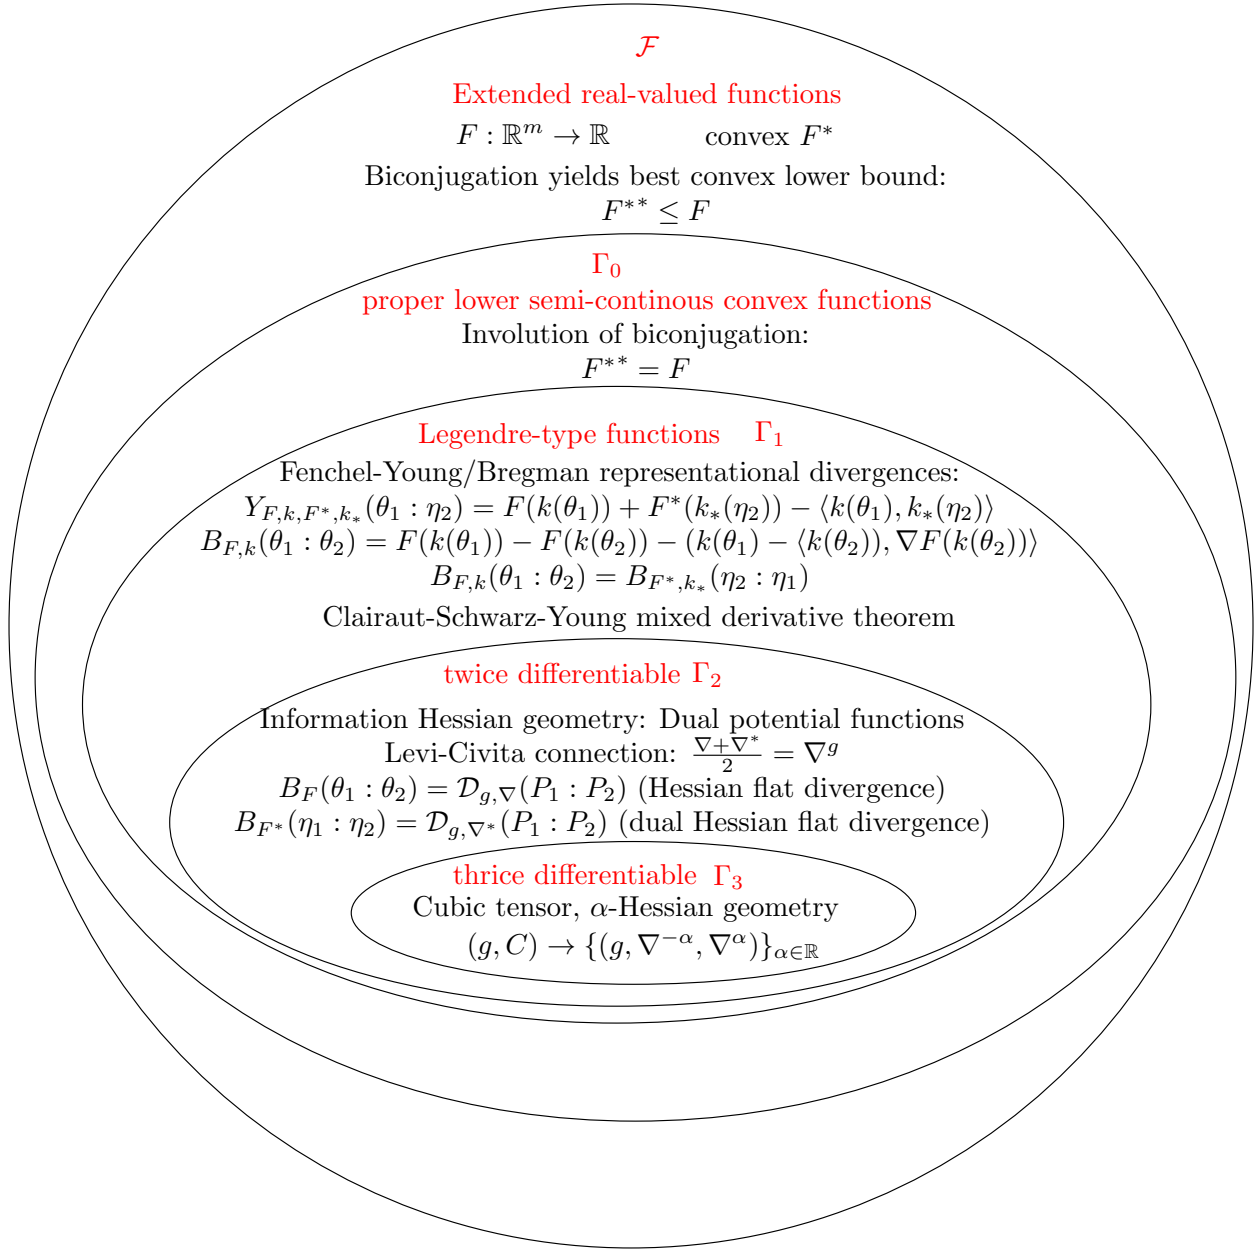 𝓕
Extended real-valued functions
F : ℝᵐ → ℝ convex F*
Biconjugation yields best convex lower bound:
F** ≤ F
Γ₀
proper lower semi-continous convex functions
Involution of biconjugation:
F** = F
Legendre-type functions Γ₁
Fenchel-Young/Bregman representational divergences:
Y_{F,k,F*,k_*}(θ₁ : η₂) = F(k(θ₁)) + F*(k_*(η₂)) − ⟨k(θ₁), k_*(η₂)⟩
B_{F,k}(θ₁ : θ₂) = F(k(θ₁)) − F(k(θ₂)) − (k(θ₁) − ⟨k(θ₂)), ∇F(k(θ₂))⟩
B_{F,k}(θ₁ : θ₂) = B_{F*,k_*}(η₂ : η₁)
Clairaut-Schwarz-Young mixed derivative theorem
twice differentiable Γ₂
Information Hessian geometry: Dual potential functions
Levi-Civita connection: (∇+∇*)/2 = ∇ᵍ
B_F(θ₁ : θ₂) = 𝒟_{g,∇}(P₁ : P₂) (Hessian flat divergence)
B_{F*}(η₁ : η₂) = 𝒟_{g,∇*}(P₁ : P₂) (dual Hessian flat divergence)
thrice differentiable Γ₃
Cubic tensor, α-Hessian geometry
(g, C) → {(g, ∇^{−α}, ∇^α)}_{α∈ℝ}